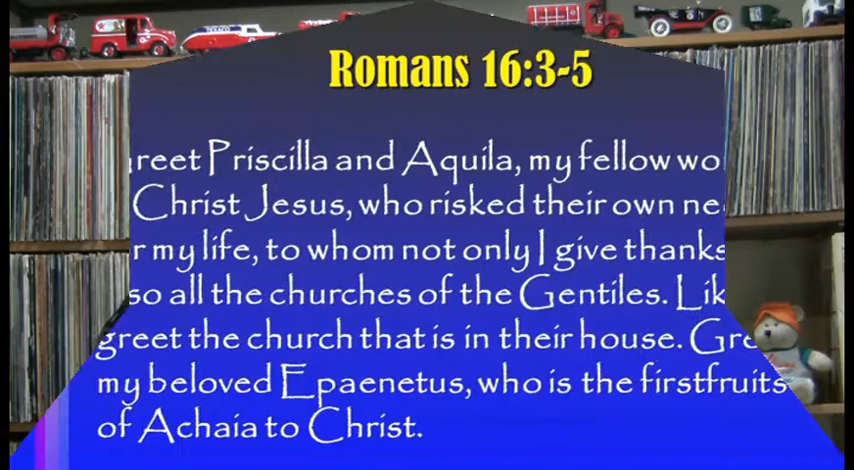 TEXACO
Romans 16:3-5
reet Priscilla and Aquila, my fellow wo
Christ Jesus, who risked their own ne
r my life, to whom not only I give thanks
so all the churches of the Gentiles. Lik
greet the church that is in their house. Gre
my beloved Epaenetus, who is the firstfruits
of Achaia to Christ.